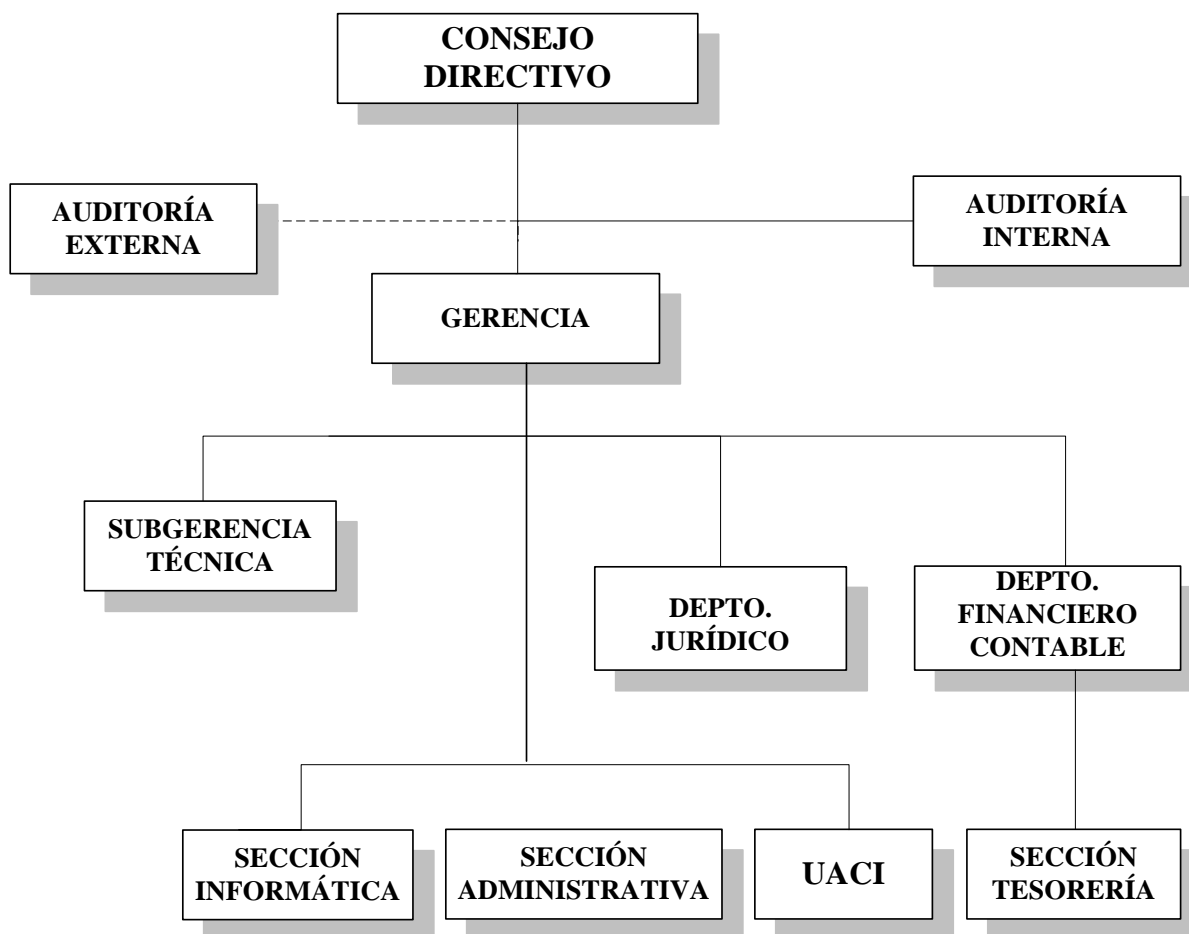 CONSEJO
DIRECTIVO
AUDITORÍA
EXTERNA
AUDITORÍA
INTERNA
GERENCIA
SUBGERENCIA
TÉCNICA
DEPTO.
JURÍDICO
DEPTO.
FINANCIERO
CONTABLE
SECCIÓN
INFORMÁTICA
SECCIÓN
ADMINISTRATIVA
UACI
SECCIÓN
TESORERÍA